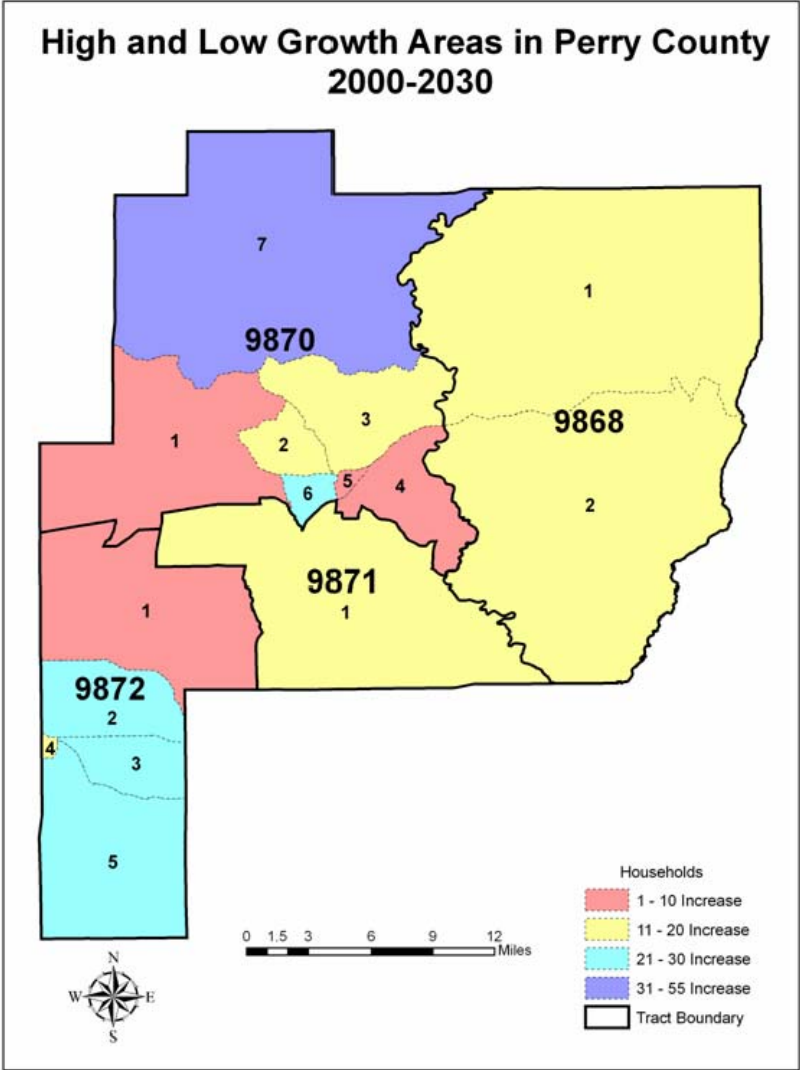 High and Low Growth Areas in Perry County
2000-2030
7
1
9870
3
9868
1
2
5
4
6
2
9871
1
1
9872
2
4
3
5
Households
1 - 10 Increase
11 - 20 Increase
21 - 30 Increase
31 - 55 Increase
Tract Boundary
0 1.5 3 6 9 12
Miles
N
W E
S